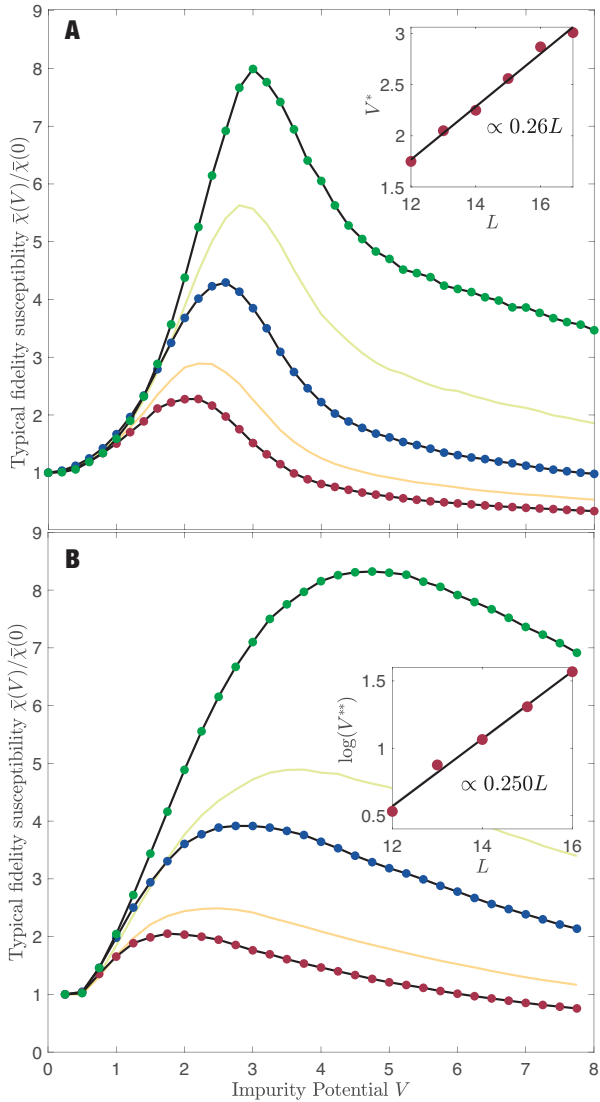 A
9
8
7
6
5
4
3
2
1
Typical fidelity susceptiblity χ̄(V)/χ̄(0)
3
2.5
2
1.5
V*
∝ 0.26L
12 14 16
L
B
9
8
7
6
5
4
3
2
1
0
Typical fidelity susceptibility χ̄(V)/χ̄(0)
1.5
1
0.5
log(V**)
∝ 0.250L
12 14 16
L
0 1 2 3 4 5 6 7 8
Impurity Potential V